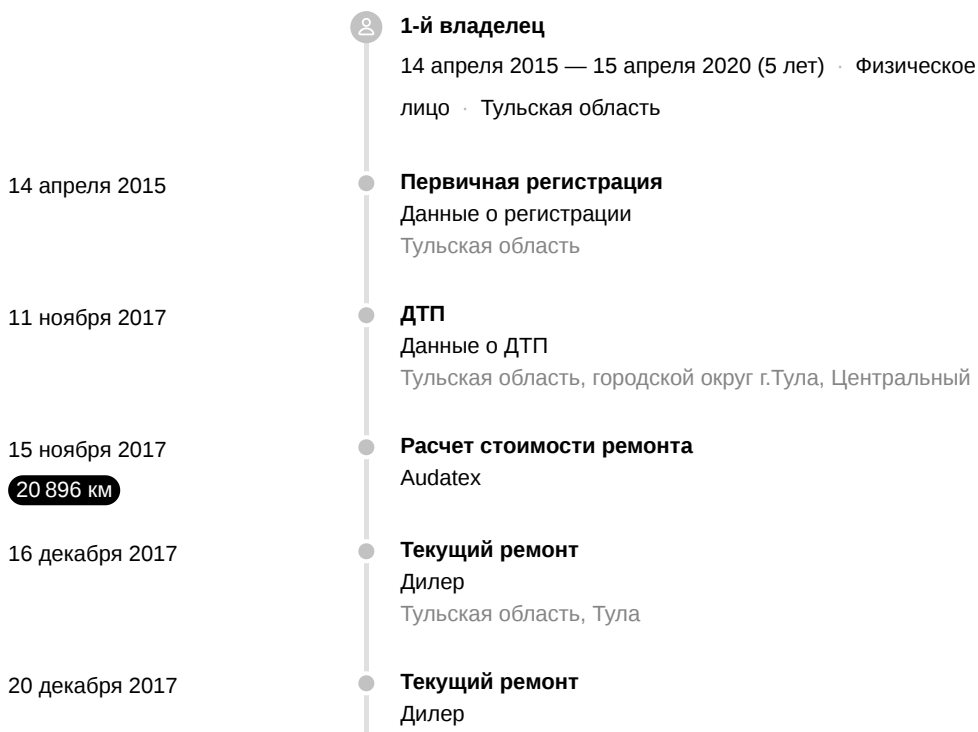 1-й владелец
14 апреля 2015 — 15 апреля 2020 (5 лет) · Физическое
лицо · Тульская область
14 апреля 2015
Первичная регистрация
Данные о регистрации
Тульская область
11 ноября 2017
ДТП
Данные о ДТП
Тульская область, городской округ г.Тула, Центральный
15 ноября 2017
20 896 км
Расчет стоимости ремонта
Audatex
16 декабря 2017
Текущий ремонт
Дилер
Тульская область, Тула
20 декабря 2017
Текущий ремонт
Дилер